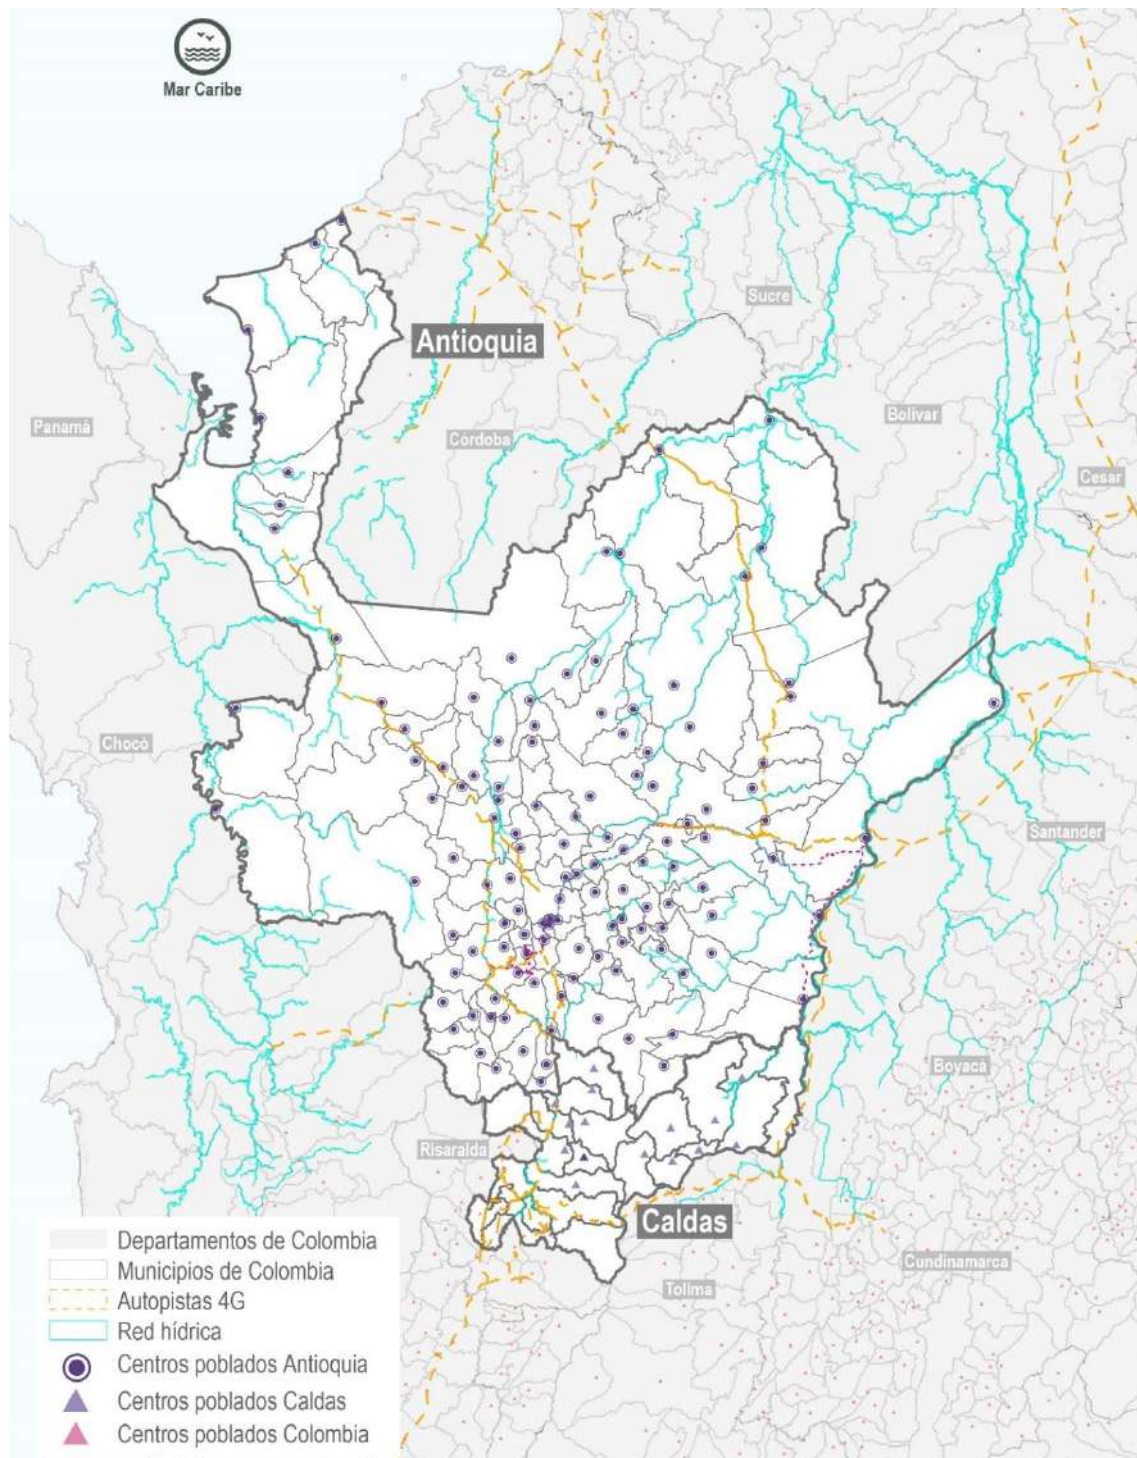 Mar Caribe
Sucre
Antioquia
Bolívar
Panamá
Córdoba
Cesar
Chocó
Santander
Boyaca
Risaralda
Caldas
Cundinamarca
Tolima
Departamentos de Colombia
Municipios de Colombia
Autopistas 4G
Red hídrica
Centros poblados Antioquia
Centros poblados Caldas
Centros poblados Colombia